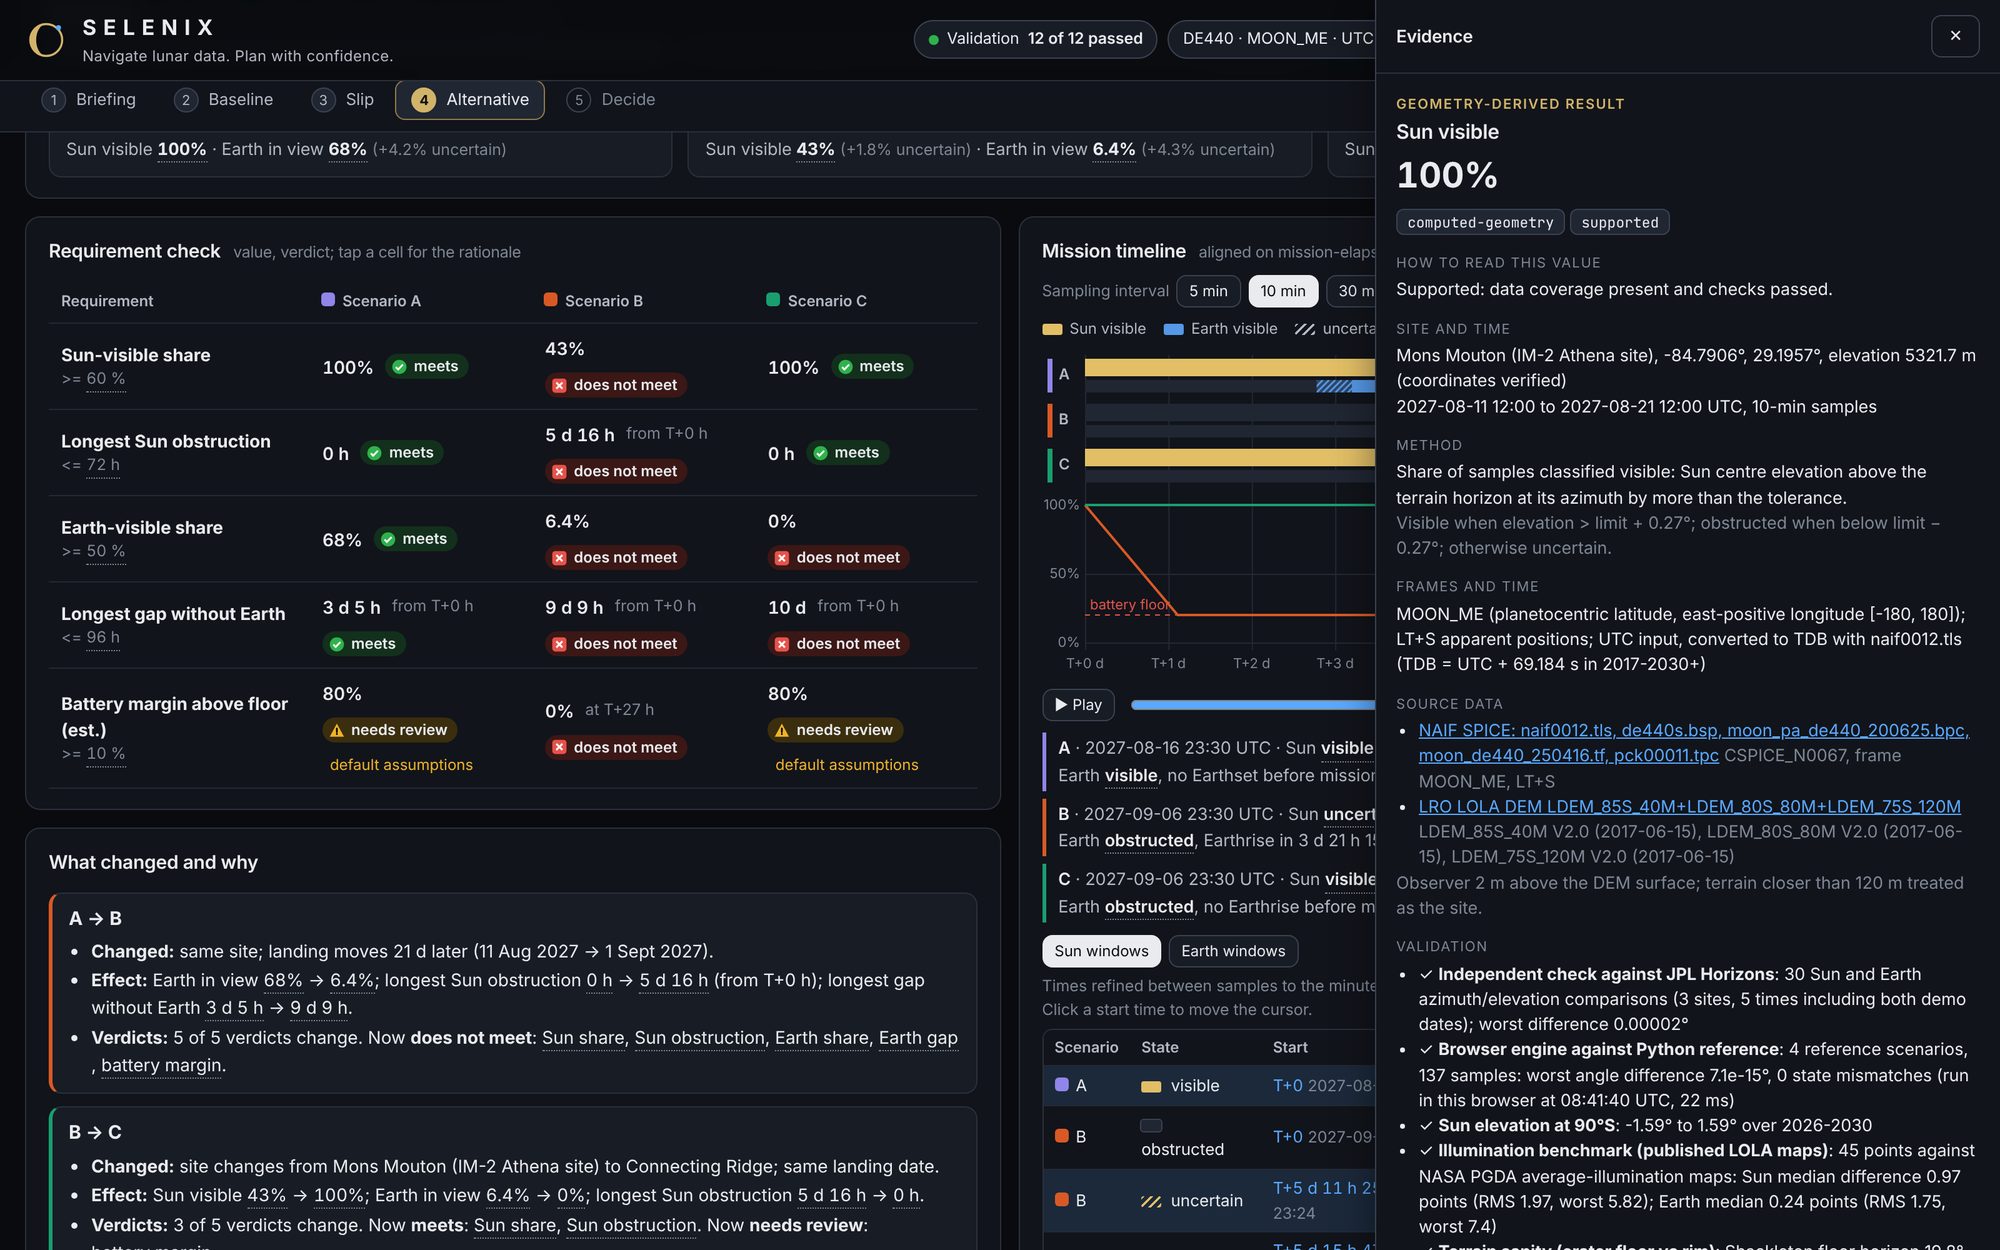 SELENIX
Navigate lunar data. Plan with confidence.
Validation 12 of 12 passed
DE440 · MOON_ME · UTC
1 Briefing
2 Baseline
3 Slip
4 Alternative
5 Decide
Sun visible 100% · Earth in view 68% (+4.2% uncertain)
Sun visible 43% (+1.8% uncertain) · Earth in view 6.4% (+4.3% uncertain)
Sun
Requirement check value, verdict; tap a cell for the rationale
Requirement Scenario A Scenario B Scenario C
Sun-visible share
>= 60 %
100% meets
43%
does not meet
100% meets
Longest Sun obstruction
<= 72 h
0 h meets
5 d 16 h from T+0 h
does not meet
0 h meets
Earth-visible share
>= 50 %
68% meets
6.4%
does not meet
0%
does not meet
Longest gap without Earth
<= 96 h
3 d 5 h from T+0 h
meets
9 d 9 h from T+0 h
does not meet
10 d from T+0 h
does not meet
Battery margin above floor
(est.)
>= 10 %
80%
needs review
default assumptions
0% at T+27 h
does not meet
80%
needs review
default assumptions
What changed and why
A → B
• Changed: same site; landing moves 21 d later (11 Aug 2027 → 1 Sept 2027).
• Effect: Earth in view 68% → 6.4%; longest Sun obstruction 0 h → 5 d 16 h (from T+0 h); longest gap
without Earth 3 d 5 h → 9 d 9 h.
• Verdicts: 5 of 5 verdicts change. Now does not meet: Sun share, Sun obstruction, Earth share, Earth gap
, battery margin.
B → C
• Changed: site changes from Mons Mouton (IM-2 Athena site) to Connecting Ridge; same landing date.
• Effect: Sun visible 43% → 100%; Earth in view 6.4% → 0%; longest Sun obstruction 5 d 16 h → 0 h.
• Verdicts: 3 of 5 verdicts change. Now meets: Sun share, Sun obstruction. Now needs review:
Mission timeline aligned on mission-elaps
Sampling interval 5 min 10 min 30 m
Sun visible Earth visible uncerta
A
B
C
100%
50%
battery floor
0%
T+0 d T+1 d T+2 d T+3 d
Play
A · 2027-08-16 23:30 UTC · Sun visible
Earth visible, no Earthset before mission
B · 2027-09-06 23:30 UTC · Sun uncert
Earth obstructed, Earthrise in 3 d 21 h 15
C · 2027-09-06 23:30 UTC · Sun visible
Earth obstructed, no Earthrise before m
Sun windows Earth windows
Times refined between samples to the minute
Click a start time to move the cursor.
Scenario State Start
A visible T+0 2027-08-
B obstructed T+0 2027-09-
B uncertain T+5 d 11 h 25
23:24
Evidence
×
GEOMETRY-DERIVED RESULT
Sun visible
100%
computed-geometry supported
HOW TO READ THIS VALUE
Supported: data coverage present and checks passed.
SITE AND TIME
Mons Mouton (IM-2 Athena site), -84.7906°, 29.1957°, elevation 5321.7 m
(coordinates verified)
2027-08-11 12:00 to 2027-08-21 12:00 UTC, 10-min samples
METHOD
Share of samples classified visible: Sun centre elevation above the
terrain horizon at its azimuth by more than the tolerance.
Visible when elevation > limit + 0.27°; obstructed when below limit −
0.27°; otherwise uncertain.
FRAMES AND TIME
MOON_ME (planetocentric latitude, east-positive longitude [-180, 180]);
LT+S apparent positions; UTC input, converted to TDB with naif0012.tls
(TDB = UTC + 69.184 s in 2017-2030+)
SOURCE DATA
• NAIF SPICE: naif0012.tls, de440s.bsp, moon_pa_de440_200625.bpc,
moon_de440_250416.tf, pck00011.tpc CSPICE_N0067, frame
MOON_ME, LT+S
• LRO LOLA DEM LDEM_85S_40M+LDEM_80S_80M+LDEM_75S_120M
LDEM_85S_40M V2.0 (2017-06-15), LDEM_80S_80M V2.0 (2017-06-
15), LDEM_75S_120M V2.0 (2017-06-15)
Observer 2 m above the DEM surface; terrain closer than 120 m treated
as the site.
VALIDATION
• ✓ Independent check against JPL Horizons: 30 Sun and Earth
azimuth/elevation comparisons (3 sites, 5 times including both demo
dates); worst difference 0.00002°
• ✓ Browser engine against Python reference: 4 reference scenarios,
137 samples: worst angle difference 7.1e-15°, 0 state mismatches (run
in this browser at 08:41:40 UTC, 22 ms)
• ✓ Sun elevation at 90°S: -1.59° to 1.59° over 2026-2030
• ✓ Illumination benchmark (published LOLA maps): 45 points against
NASA PGDA average-illumination maps: Sun median difference 0.97
points (RMS 1.97, worst 5.82); Earth median 0.24 points (RMS 1.75,
worst 7.4)